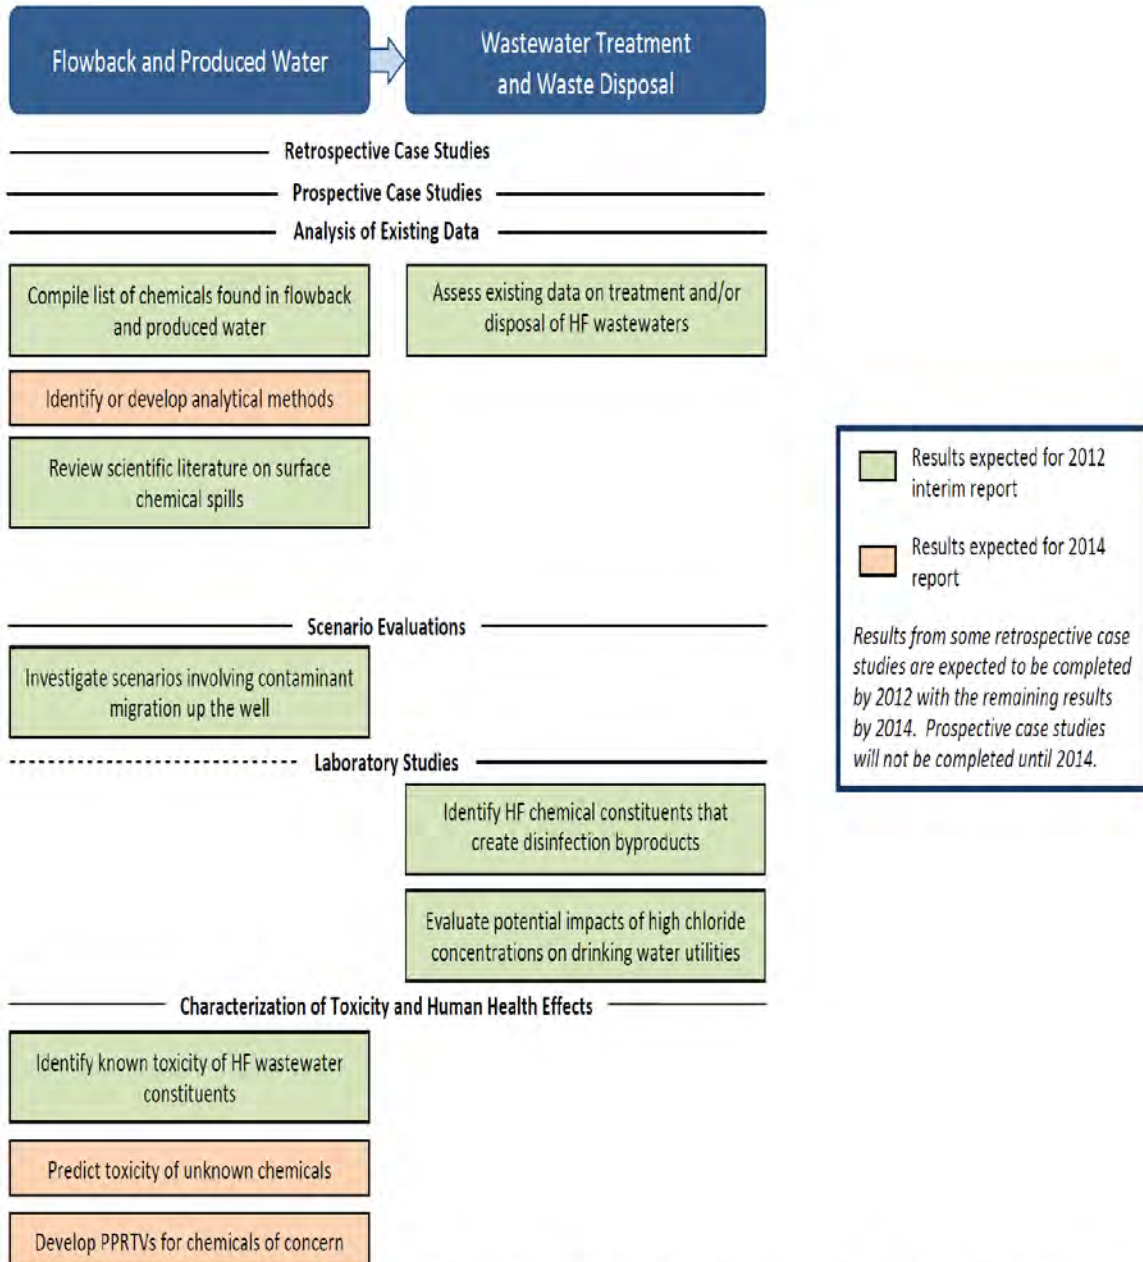 Flowback and Produced Water
Wastewater Treatment
and Waste Disposal
Retrospective Case Studies
Prospective Case Studies
Analysis of Existing Data
Compile list of chemicals found in flowback
and produced water
Assess existing data on treatment and/or
disposal of HF wastewaters
Identify or develop analytical methods
Review scientific literature on surface
chemical spills
Results expected for 2012
interim report
Results expected for 2014
report
Results from some retrospective case
studies are expected to be completed
by 2012 with the remaining results
by 2014. Prospective case studies
will not be completed until 2014.
Scenario Evaluations
Investigate scenarios involving contaminant
migration up the well
Laboratory Studies
Identify HF chemical constituents that
create disinfection byproducts
Evaluate potential impacts of high chloride
concentrations on drinking water utilities
Characterization of Toxicity and Human Health Effects
Identify known toxicity of HF wastewater
constituents
Predict toxicity of unknown chemicals
Develop PPRTVs for chemicals of concern